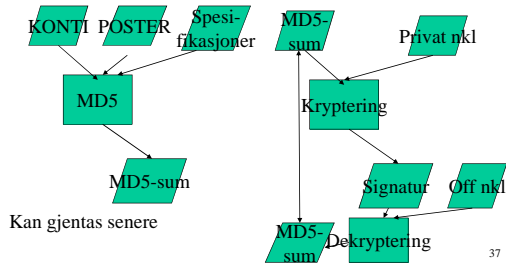 KONTI
POSTER
Spesi-
fikasjoner
MD5
MD5-sum
Kan gjentas senere
MD5-
sum
Privat nkl
Kryptering
Signatur
Off nkl
MD5-
sum
Dekryptering
37